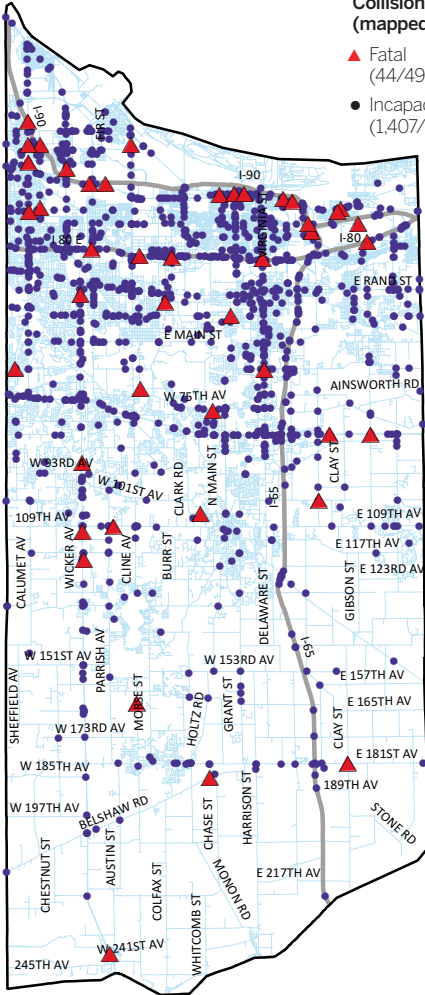 Collision
(mapped
Fatal
(44/49
Incapac
(1,407/
I-90
FIR ST
I-90
VIRGINIA ST
I 80 E
I-80
E RAND ST
E MAIN ST
AINSWORTH RD
W 75TH AV
W 93RD AV
CLAY ST
W 101ST AV
CLARK RD
N MAIN ST
I-65
109TH AV
E 109TH AV
E 117TH AV
E 123RD AV
CALUMET AV
WICKER AV
CLINE AV
BURR ST
DELAWARE ST
GIBSON ST
I-65
W 151ST AV
W 153RD AV
E 157TH AV
PARRISH AV
SHEFFIELD AV
MORSE ST
HOLTZ RD
GRANT ST
E 165TH AV
W 173RD AV
CLAY ST
E 181ST AV
W 185TH AV
189TH AV
W 197TH AV
BELSHAW RD
CHASE ST
HARRISON ST
STONE RD
CHESTNUT ST
AUSTIN ST
COLFAX ST
MONON RD
E 217TH AV
WHITCOMB ST
W 241ST AV
245TH AV